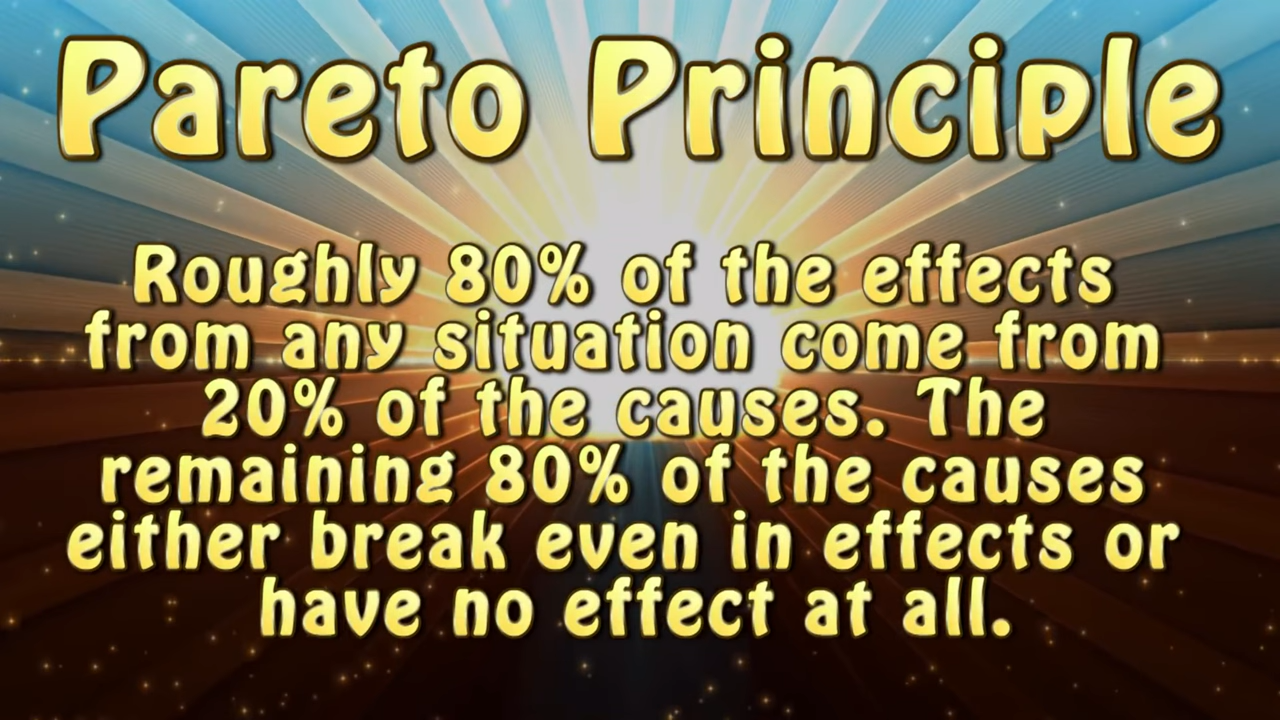 Pareto Principle
Roughly 80% of the effects
from any situation come from
20% of the causes. The
remaining 80% of the causes
either break even in effects or
have no effect at all.